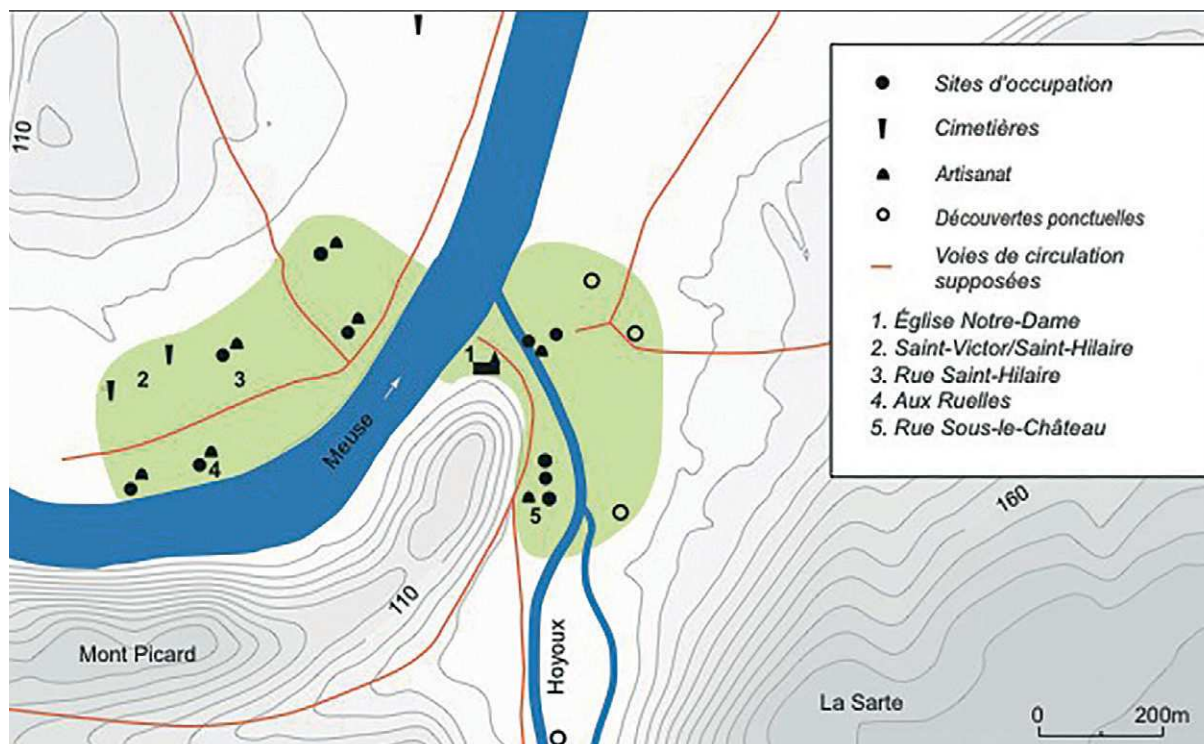 110
2
3
4
Meuse
1
5
110
Mont Picard
Hoyoux
160
La Sarte
0 200m
Sites d'occupation
Cimetières
Artisanat
Découvertes ponctuelles
Voies de circulation
supposées
1. Église Notre-Dame
2. Saint-Victor/Saint-Hilaire
3. Rue Saint-Hilaire
4. Aux Ruelles
5. Rue Sous-le-Château